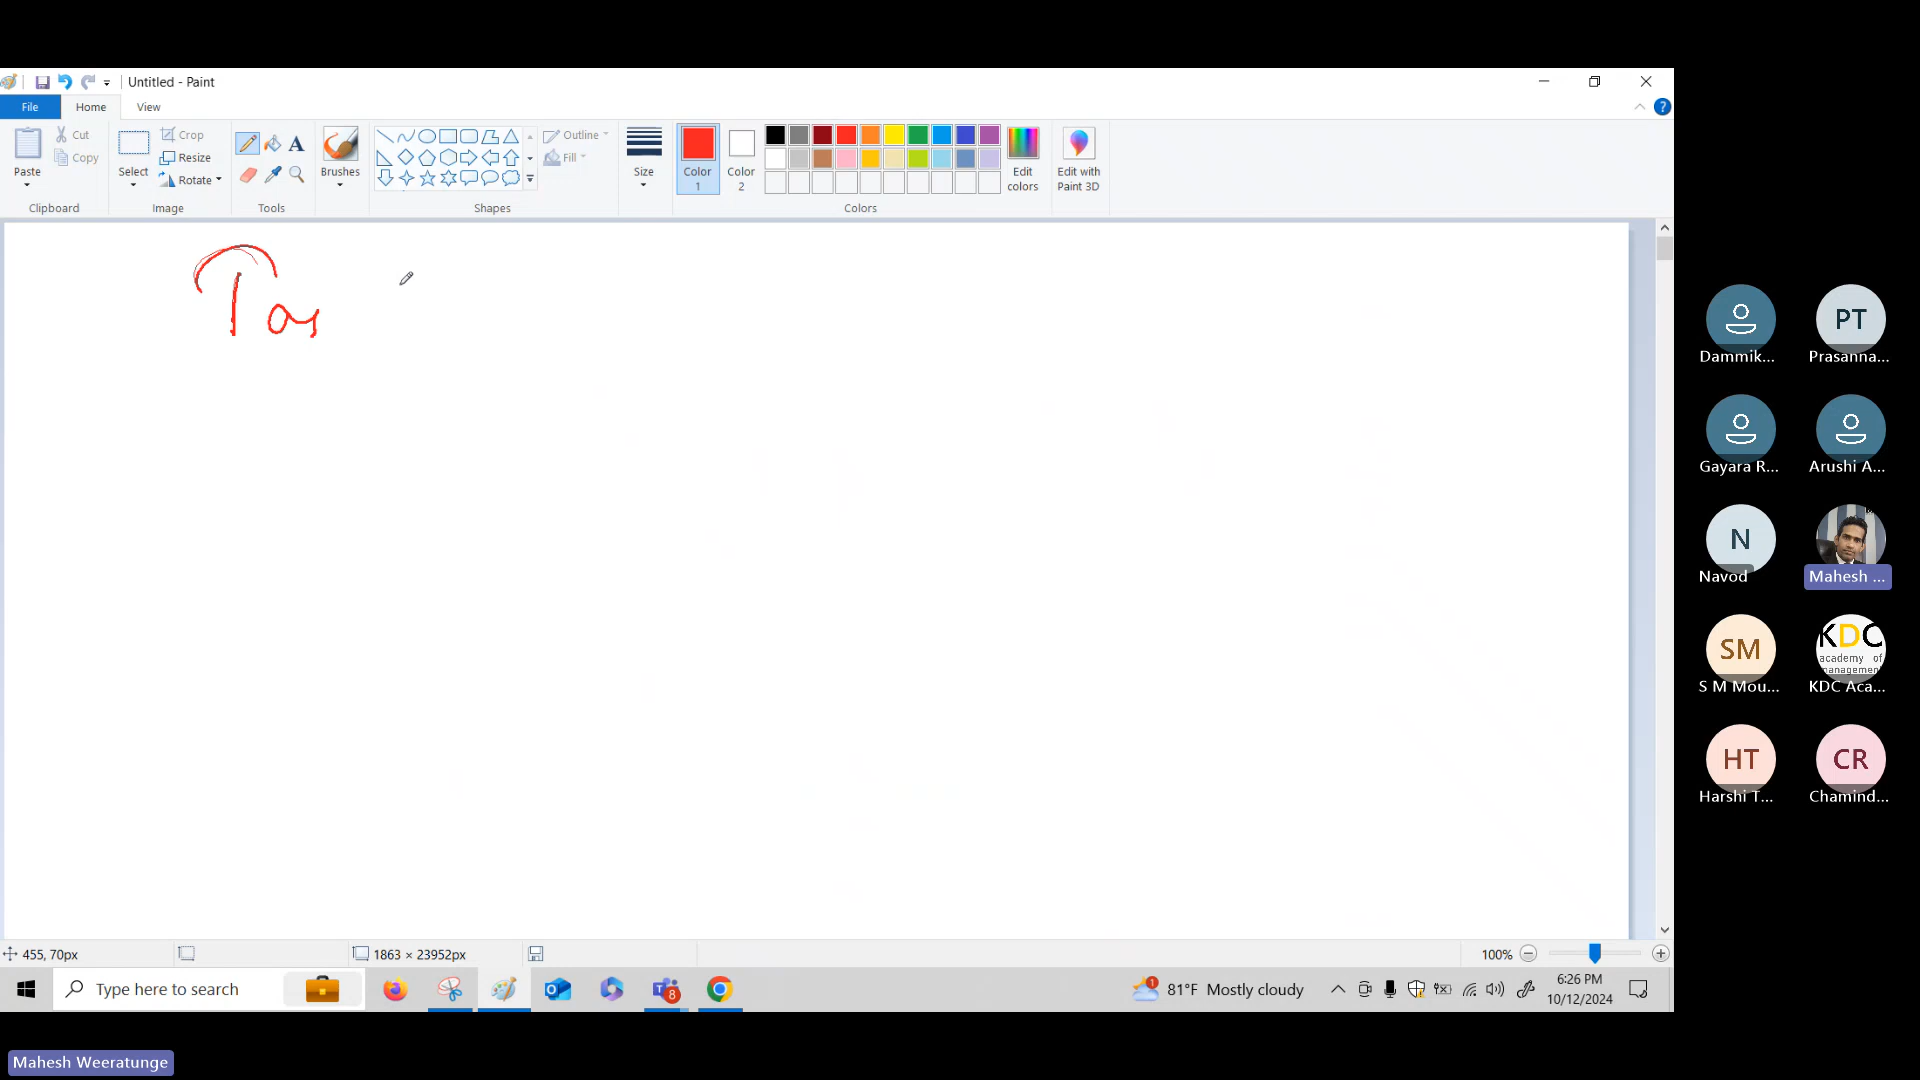 Untitled - Paint
File Home View
Paste Cut Copy Select Crop Resize Rotate Brushes Outline Fill Size Color 1 Color 2 Edit colors Edit with Paint 3D
Clipboard Image Tools Shapes Colors
Dammik... Prasanna...
PT
Gayara R... Arushi A...
N
Navod Mahesh ...
SM KDC academy of management
S M Mou... KDC Aca...
HT CR
Harshi T... Chamind...
455, 70px 1863 × 23952px 100%
Type here to search 8 1 81°F Mostly cloudy 6:26 PM
10/12/2024
Mahesh Weeratunge